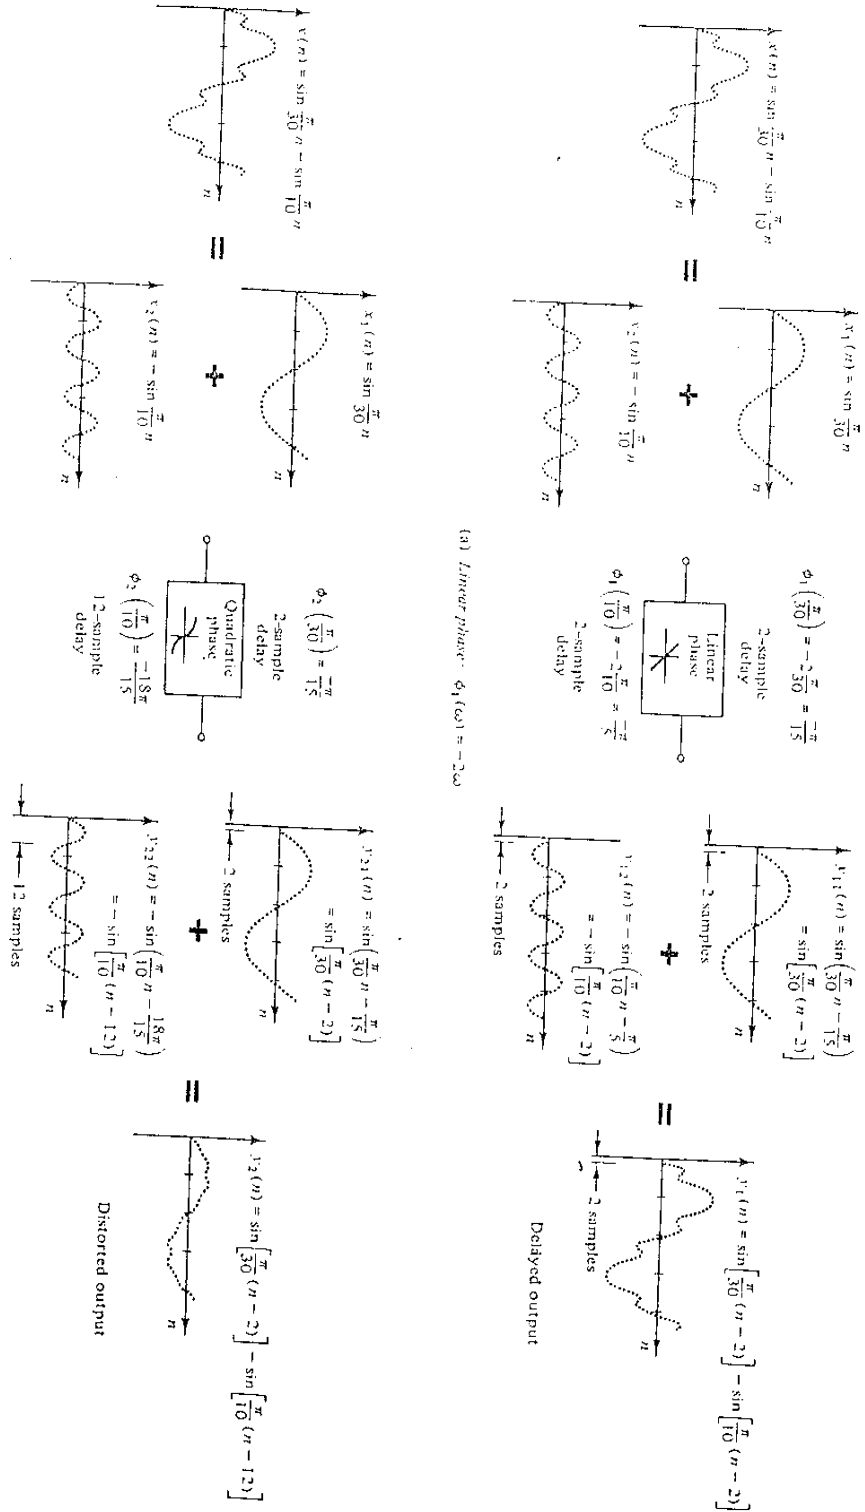 x(n) = sin π/30 n − sin π/10 n
n
=
x₁(n) = sin π/30 n
n
+
x₂(n) = − sin π/10 n
n
φ₁(π/30) = −2 π/30 = −π/15
2-sample
delay
Linear
phase
φ₁(π/10) = −2 π/10 = −π/5
2-sample
delay
y₁₁(n) = sin(π/30 n − π/15)
= sin[π/30 (n − 2)]
n
2 samples
+
y₁₂(n) = − sin(π/10 n − π/5)
= − sin[π/10 (n − 2)]
n
2 samples
=
y₁(n) = sin[π/30 (n − 2)] − sin[π/10 (n − 2)]
n
2 samples
Delayed output
(a) Linear phase: φ₁(ω) = −2ω
x(n) = sin π/30 n − sin π/10 n
n
=
x₁(n) = sin π/30 n
n
+
x₂(n) = − sin π/10 n
n
φ₂(π/30) = −π/15
2-sample
delay
Quadratic
phase
φ₂(π/10) = −18π/15
12-sample
delay
y₂₁(n) = sin(π/30 n − π/15)
= sin[π/30 (n − 2)]
n
2 samples
+
y₂₂(n) = − sin(π/10 n − 18π/15)
= − sin[π/10 (n − 12)]
n
12 samples
=
y₂(n) = sin[π/30 (n − 2)] − sin[π/10 (n − 12)]
n
Distorted output